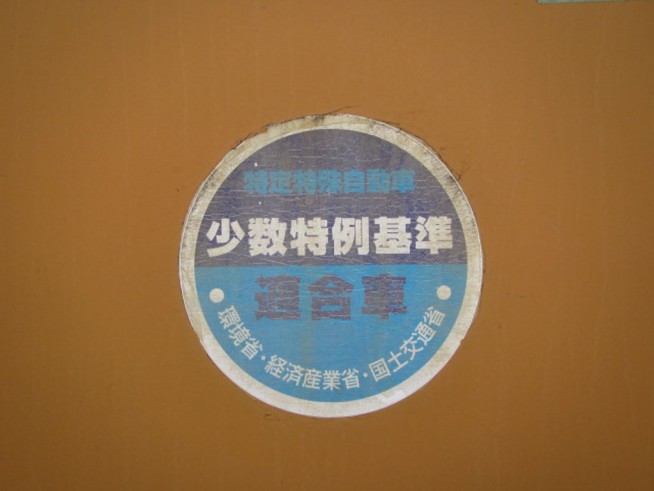 特定特殊自動車
少数特例基準
適合車
環境省・経済産業省・国土交通省